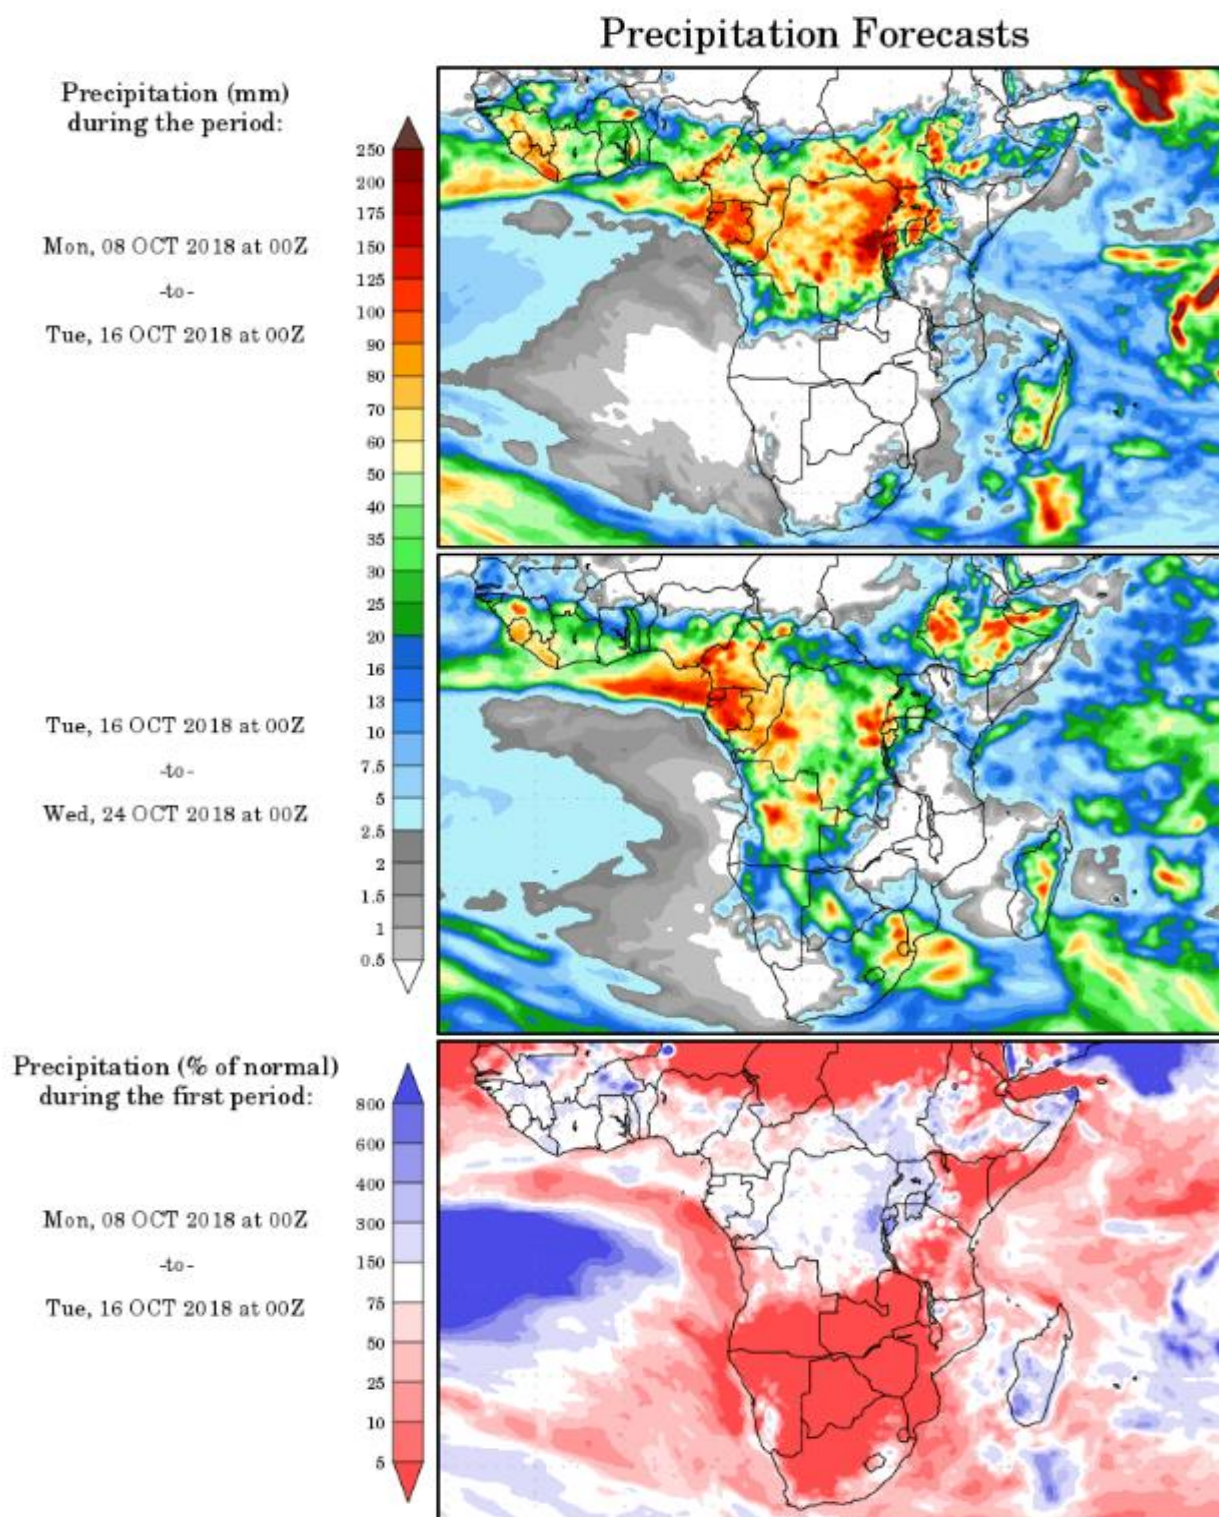 Precipitation Forecasts
Precipitation (mm)
during the period:
Mon, 08 OCT 2018 at 00Z
-to-
Tue, 16 OCT 2018 at 00Z
250
200
175
150
125
100
90
80
70
60
50
40
35
30
25
20
16
13
10
7.5
5
2.5
2
1.5
1
0.5
Tue, 16 OCT 2018 at 00Z
-to-
Wed, 24 OCT 2018 at 00Z
Precipitation (% of normal)
during the first period:
Mon, 08 OCT 2018 at 00Z
-to-
Tue, 16 OCT 2018 at 00Z
800
600
400
300
150
75
50
25
10
5